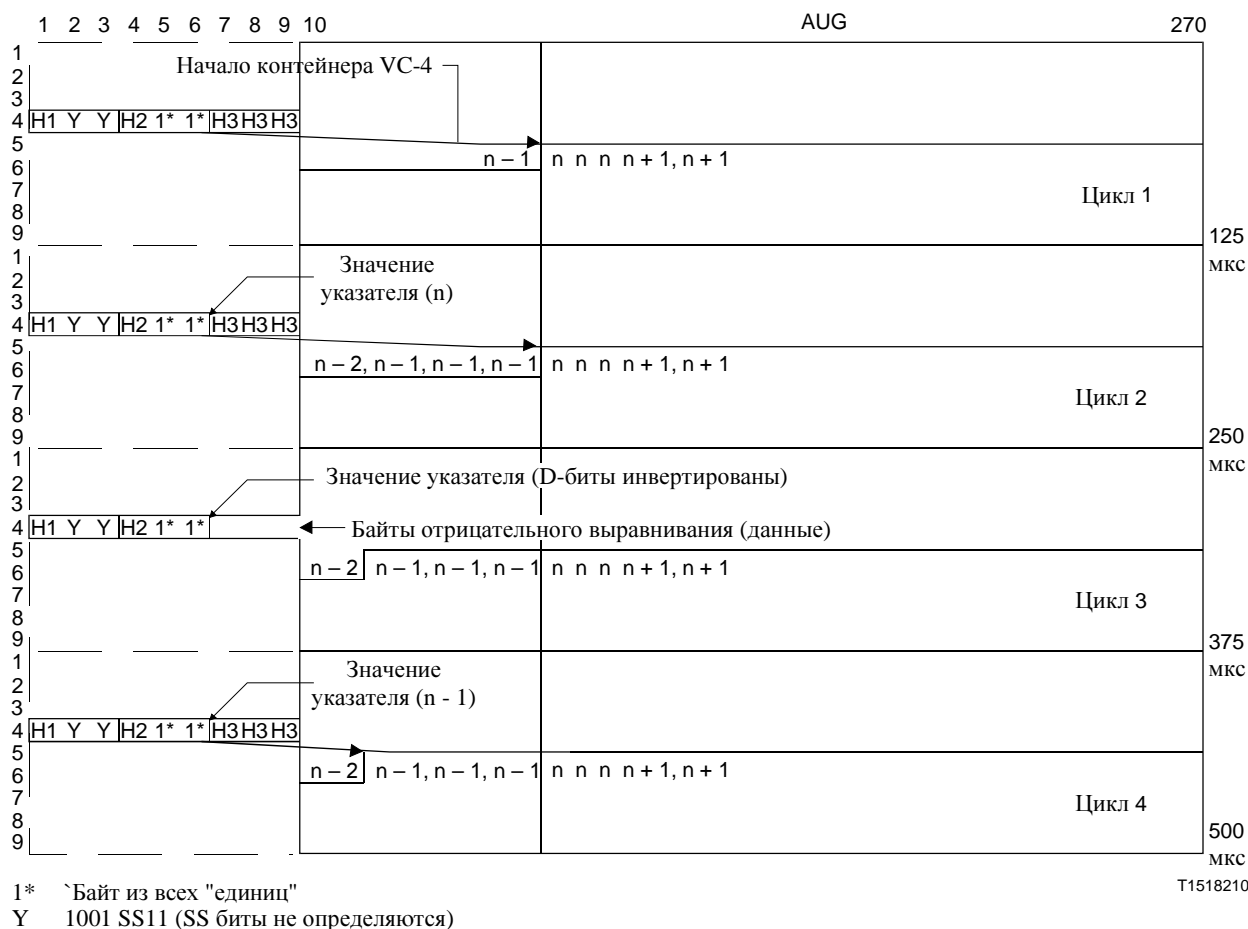 1 2 3 4 5 6 7 8 9 10 AUG 270
1
2 Начало контейнера VC-4
3
4 H1 Y Y H2 1* 1* H3 H3 H3
5
6 n – 1 n n n n + 1, n + 1
7
8 Цикл 1
9 125
мкс
1
2 Значение
указателя (n)
3
4 H1 Y Y H2 1* 1* H3 H3 H3
5
6 n – 2, n – 1, n – 1, n – 1 n n n n + 1, n + 1
7
8 Цикл 2
9 250
мкс
1
2 Значение указателя (D-биты инвертированы)
3
4 H1 Y Y H2 1* 1* Байты отрицательного выравнивания (данные)
5
6 n – 2 n – 1, n – 1, n – 1 n n n n + 1, n + 1
7
8 Цикл 3
9 375
мкс
1
2 Значение
указателя (n - 1)
3
4 H1 Y Y H2 1* 1* H3 H3 H3
5
6 n – 2 n – 1, n – 1, n – 1 n n n n + 1, n + 1
7
8 Цикл 4
9 500
мкс
T1518210
1* `Байт из всех "единиц"
Y 1001 SS11 (SS биты не определяются)